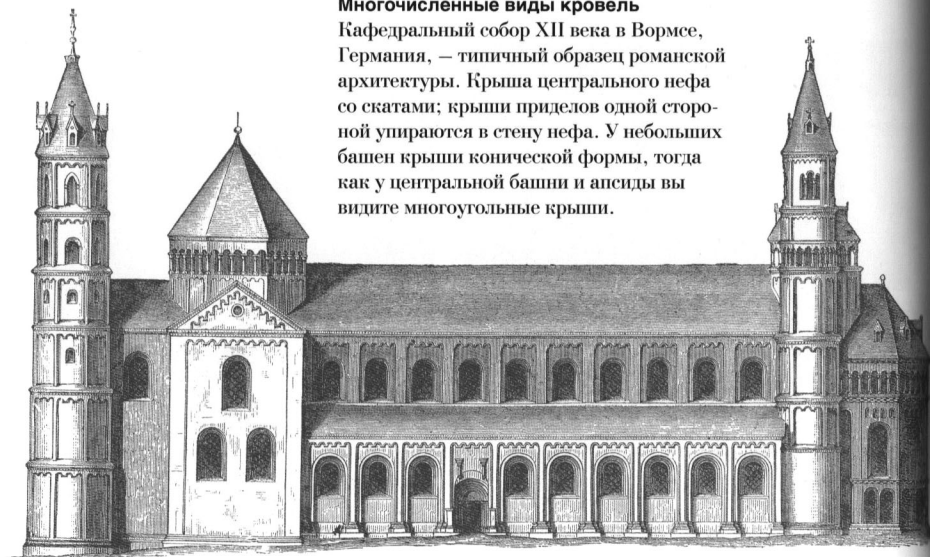 Многочисленные виды кровель
Кафедральный собор XII века в Вормсе,
Германия, – типичный образец романской
архитектуры. Крыша центрального нефа
со скатами; крыши приделов одной сторо-
ной упираются в стену нефа. У небольших
башен крыши конической формы, тогда
как у центральной башни и апсиды вы
видите многоугольные крыши.